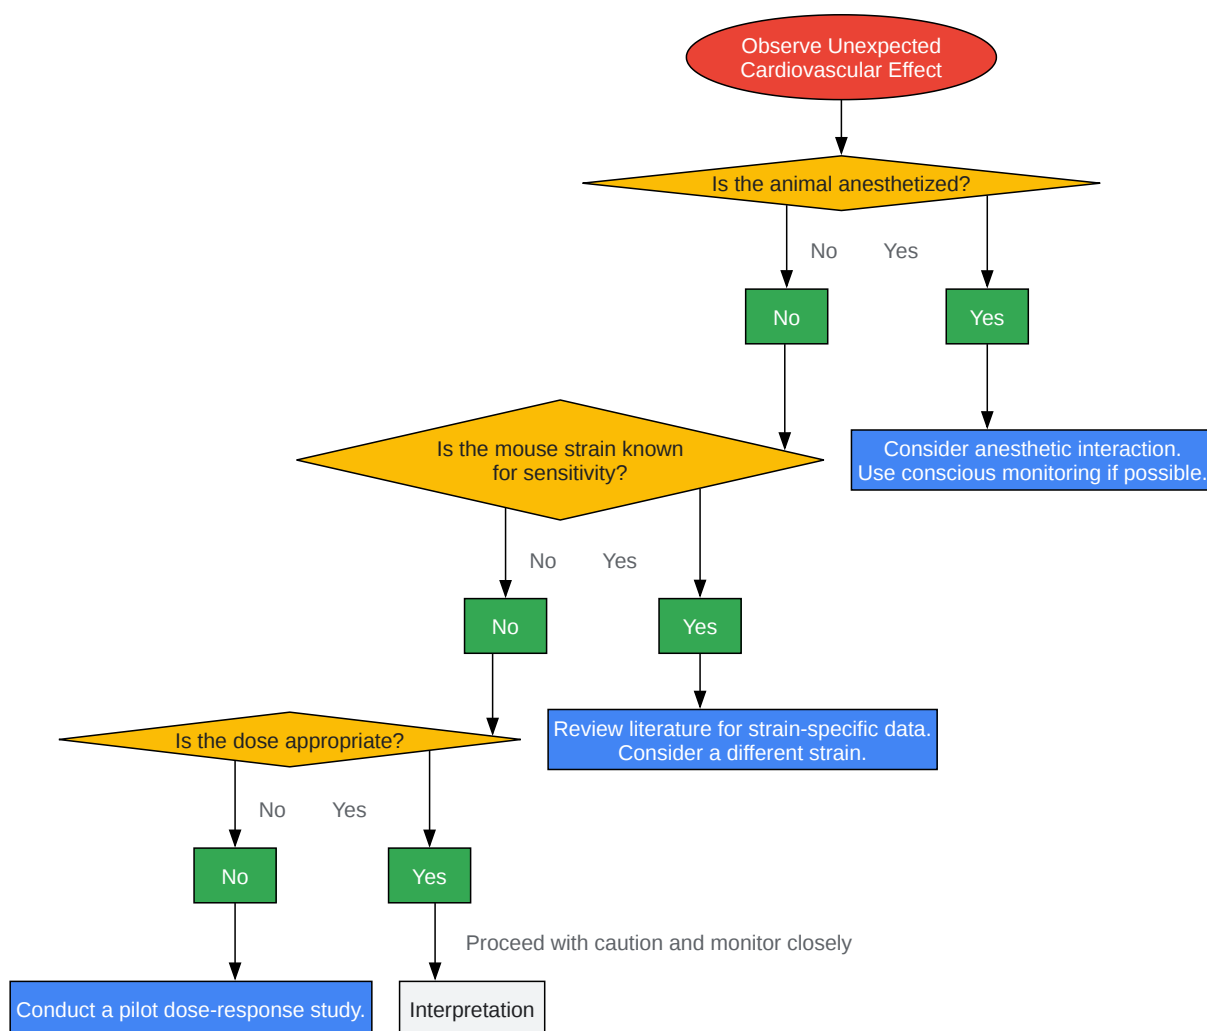 Observe Unexpected
Cardiovascular Effect
Is the animal anesthetized?
No
Yes
No
Yes
Is the mouse strain known
for sensitivity?
Consider anesthetic interaction.
Use conscious monitoring if possible.
No
Yes
No
Yes
Is the dose appropriate?
Review literature for strain-specific data.
Consider a different strain.
No
Yes
No
Yes
Proceed with caution and monitor closely
Conduct a pilot dose-response study.
Interpretation